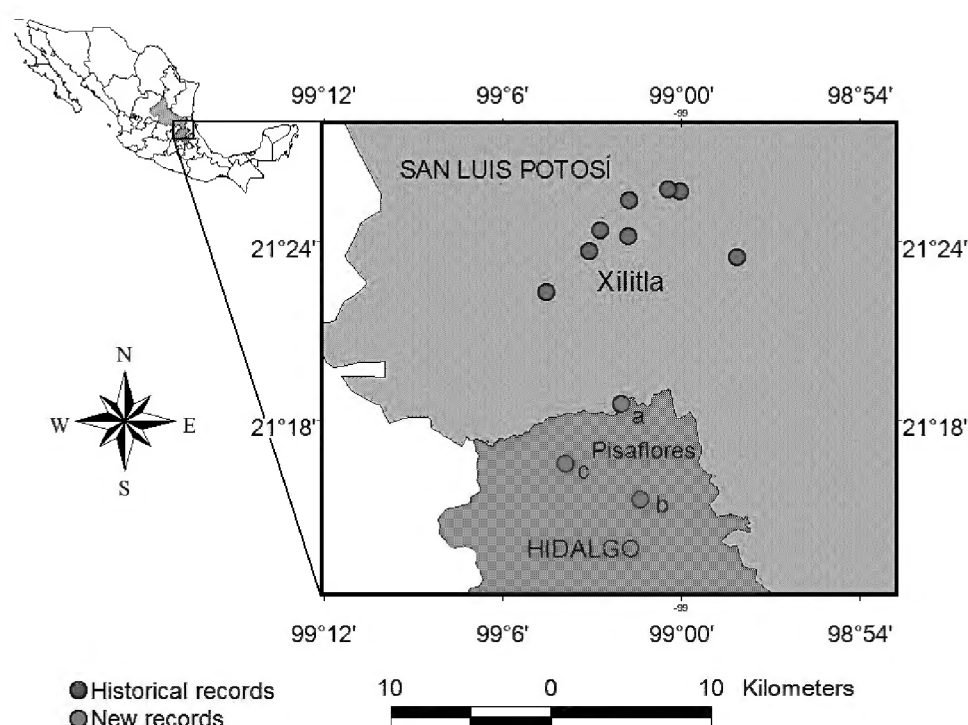 99°12' 99°6' 99°00' 98°54'
SAN LUIS POTOSÍ
21°24' 21°24'
Xilitla
N
W E
S
21°18' 21°18'
a
Pisaflores
c
b
HIDALGO
-99
99°12' 99°6' 99°00' 98°54'
Historical records
New records
10 0 10 Kilometers